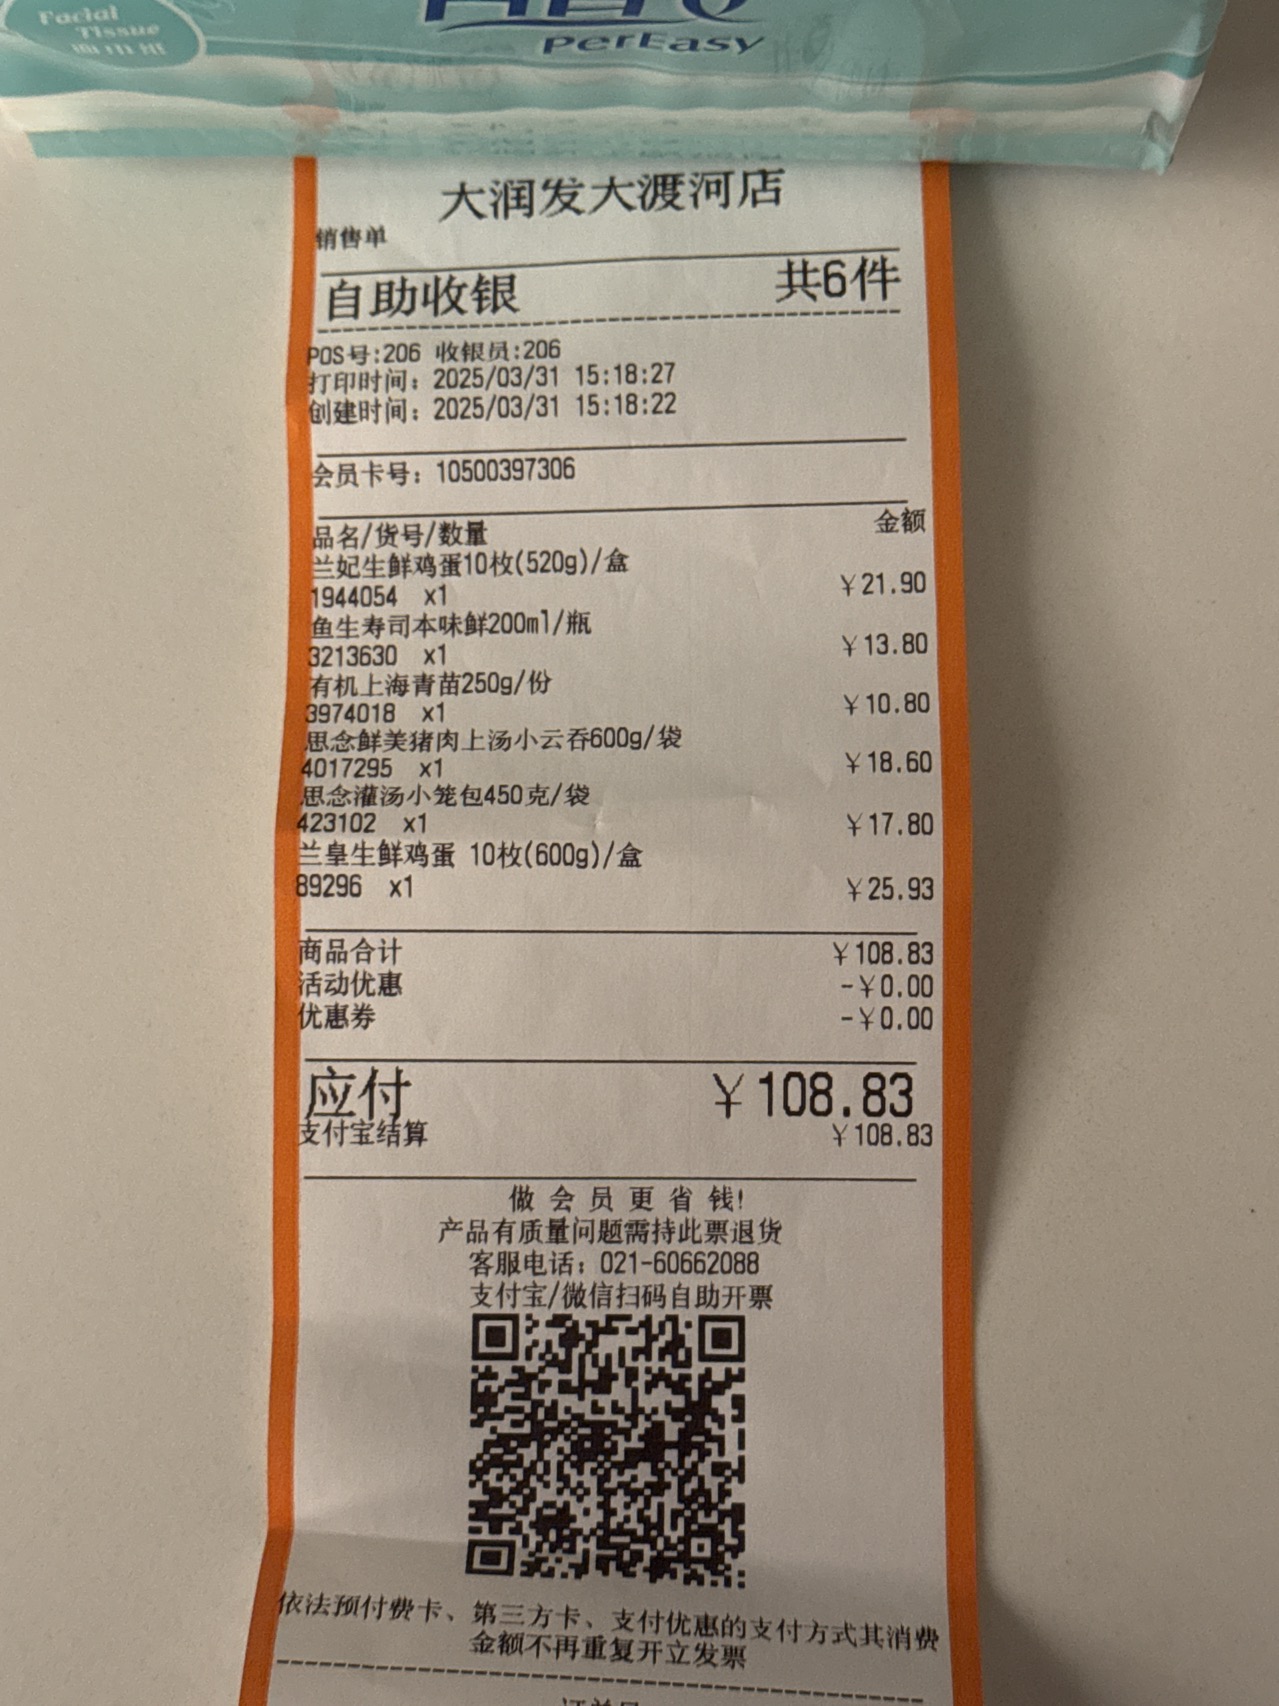 Facial
Tissue
PerEasy
大润发大渡河店
销售单
自助收银 共6件
POS号:206 收银员:206
打印时间：2025/03/31 15:18:27
创建时间：2025/03/31 15:18:22
会员卡号：10500397306
品名/货号/数量 金额
兰妃生鲜鸡蛋10枚(520g)/盒
1944054 x1 ￥21.90
鱼生寿司本味鲜200ml/瓶
3213630 x1 ￥13.80
有机上海青苗250g/份
3974018 x1 ￥10.80
思念鲜美猪肉上汤小云吞600g/袋
4017295 x1 ￥18.60
思念灌汤小笼包450克/袋
423102 x1 ￥17.80
兰皇生鲜鸡蛋 10枚(600g)/盒
89296 x1 ￥25.93
商品合计 ￥108.83
活动优惠 -￥0.00
优惠券 -￥0.00
应付 ￥108.83
支付宝结算 ￥108.83
做会员更省钱!
产品有质量问题需持此票退货
客服电话：021-60662088
支付宝/微信扫码自助开票
依法预付费卡、第三方卡、支付优惠的支付方式其消费
金额不再重复开立发票